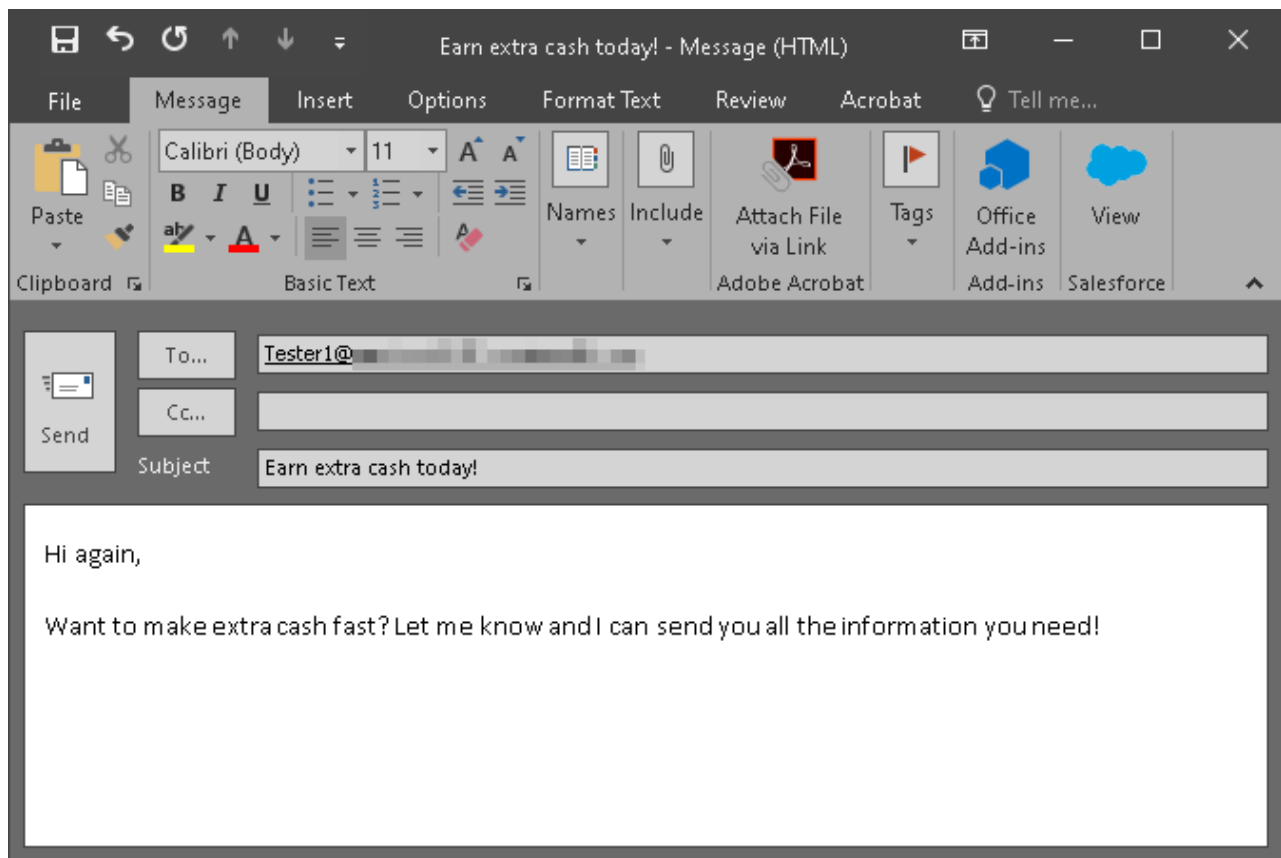 Earn extra cash today! - Message (HTML)
File Message Insert Options Format Text Review Acrobat Tell me...
Calibri (Body) 11 A A
B I U
Paste Names Include Attach File via Link Tags Office Add-ins View
ab A
Clipboard Basic Text Adobe Acrobat Add-ins Salesforce
To... Tester1@
Cc...
Send
Subject Earn extra cash today!
Hi again,
Want to make extra cash fast? Let me know and I can send you all the information you need!